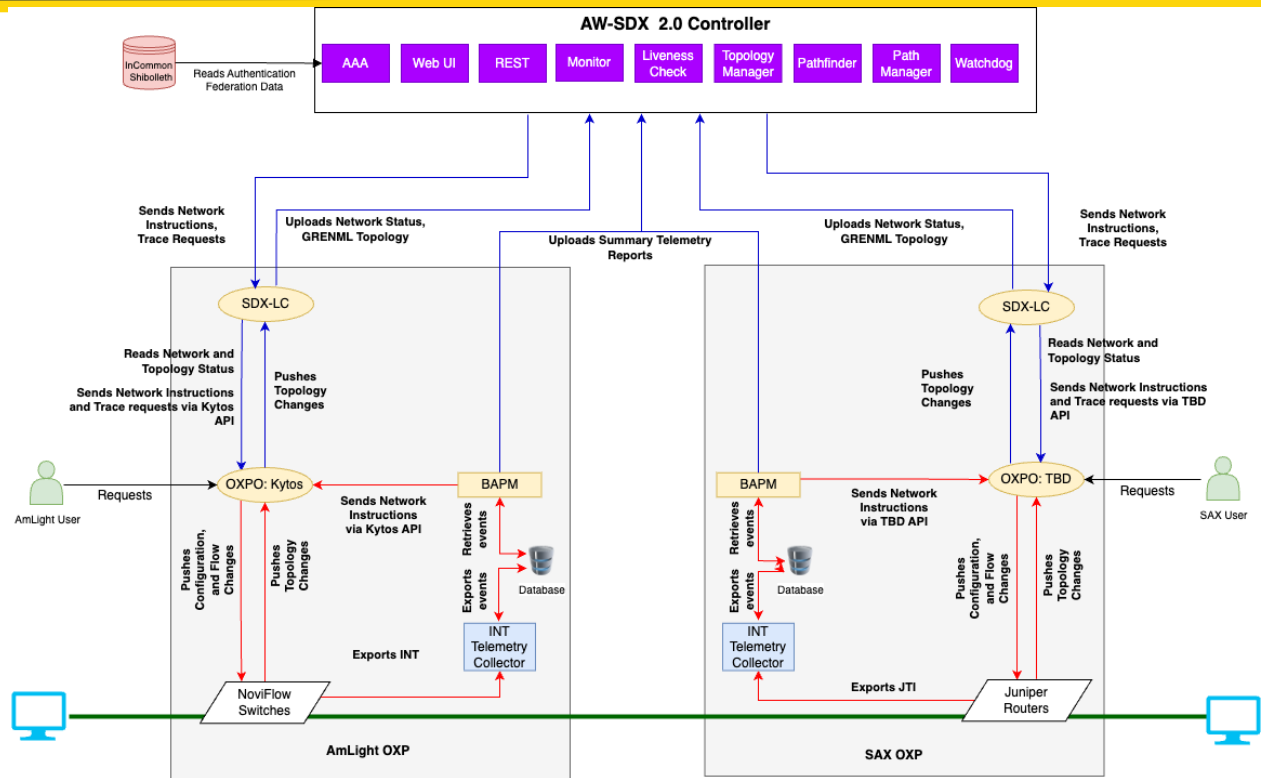 AW-SDX 2.0 Controller
InCommon
Shibolleth
Reads Authentication
Federation Data
AAA
Web UI
REST
Monitor
Liveness
Check
Topology
Manager
Pathfinder
Path
Manager
Watchdog
Sends Network
Instructions,
Trace Requests
Uploads Network Status,
GRENML Topology
Uploads Summary Telemetry
Reports
Uploads Network Status,
GRENML Topology
Sends Network
Instructions,
Trace Requests
SDX-LC
Reads Network and
Topology Status
Sends Network Instructions
and Trace requests via Kytos
API
Pushes
Topology
Changes
OXPO: Kytos
AmLight User
Requests
BAPM
Sends Network
Instructions
via Kytos API
Retrieves
events
Exports
events
Database
INT
Telemetry
Collector
Pushes
Configuration,
and Flow
Changes
Pushes
Topology
Changes
Exports INT
NoviFlow
Switches
AmLight OXP
SDX-LC
Reads Network and
Topology Status
Pushes
Topology
Changes
Sends Network Instructions
and Trace requests via TBD
API
OXPO: TBD
Requests
SAX User
BAPM
Sends Network
Instructions
via TBD API
Retrieves
events
Exports
events
Database
INT
Telemetry
Collector
Pushes
Configuration,
and Flow
Changes
Pushes
Topology
Changes
Exports JTI
Juniper
Routers
SAX OXP